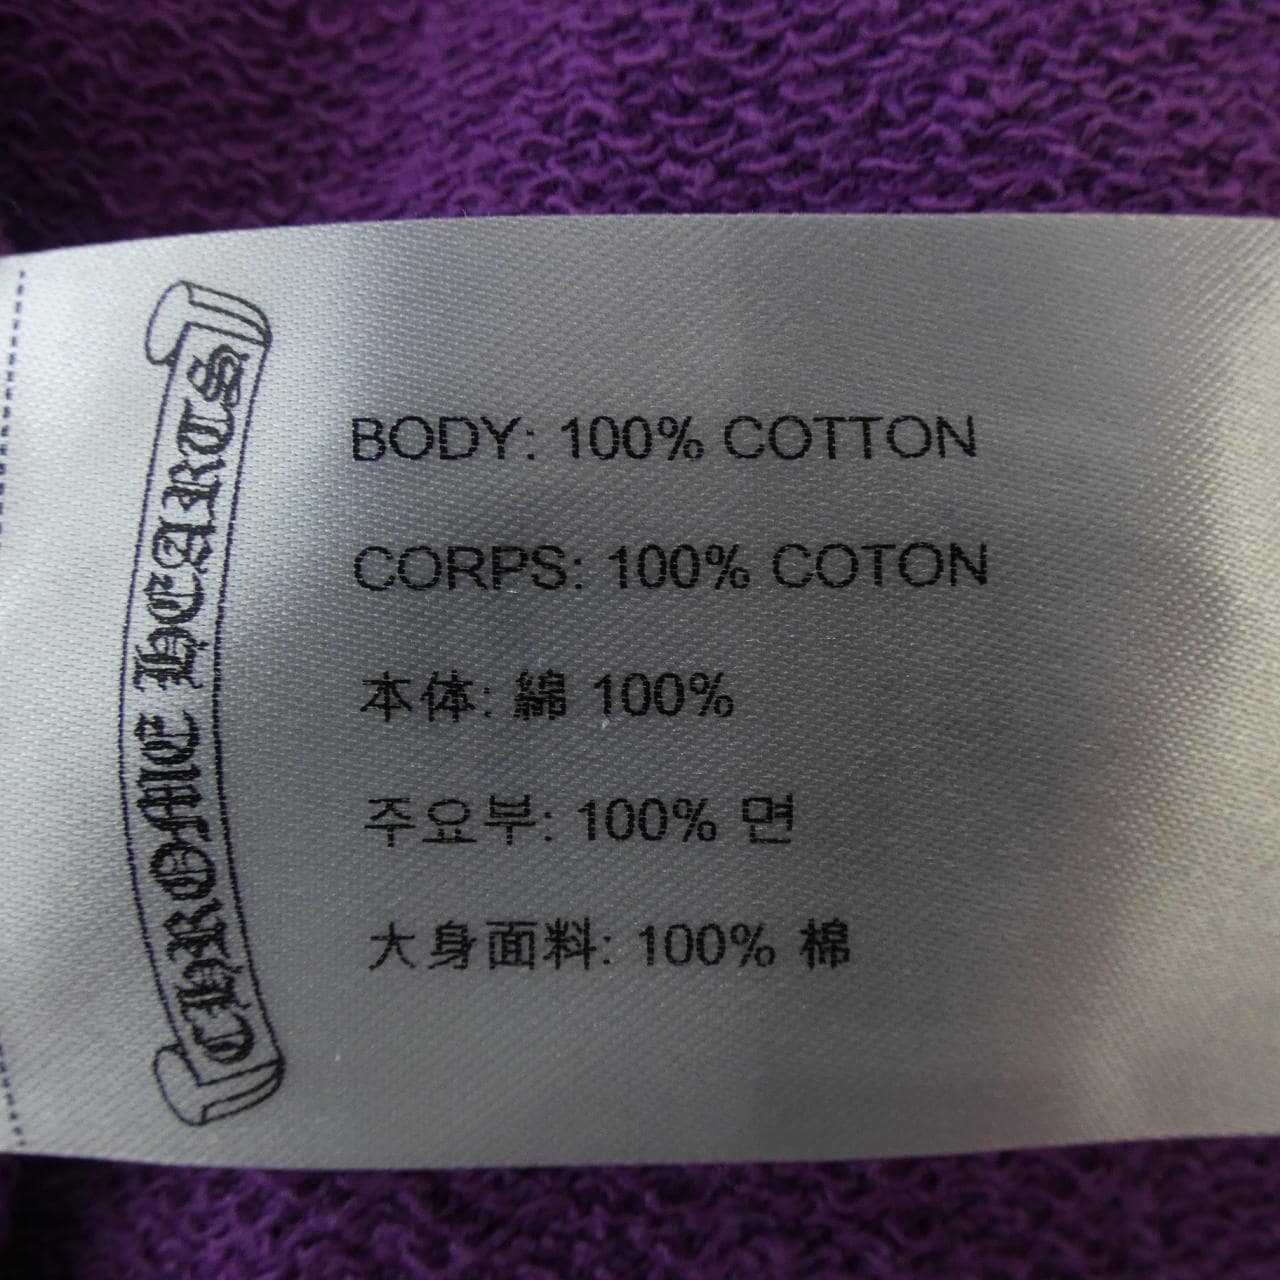 CHROME HEARTS
BODY: 100% COTTON
CORPS: 100% COTON
本体: 綿 100%
주요부: 100% 면
大身面料: 100% 棉